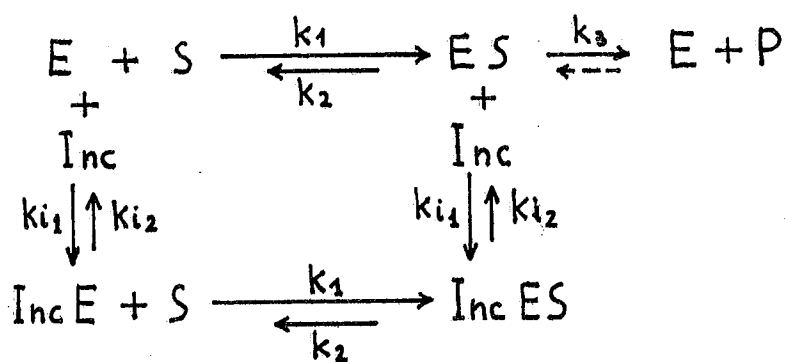 k1 k3
E + S ES E + P
k2
+ +
Inc Inc
ki1 ki2 ki1 ki2
k1
IncE + S IncES
k2